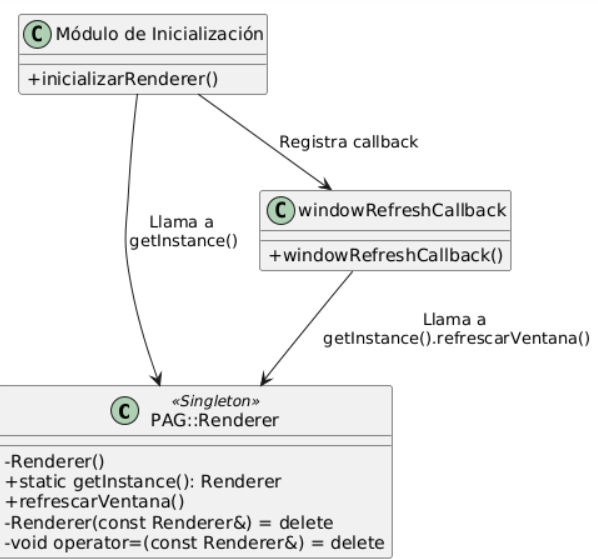 C Módulo de Inicialización
+inicializarRenderer()
Registra callback
Llama a
getInstance()
C windowRefreshCallback
+windowRefreshCallback()
Llama a
getInstance().refrescarVentana()
«Singleton»
C PAG::Renderer
-Renderer()
+static getInstance(): Renderer
+refrescarVentana()
-Renderer(const Renderer&) = delete
-void operator=(const Renderer&) = delete